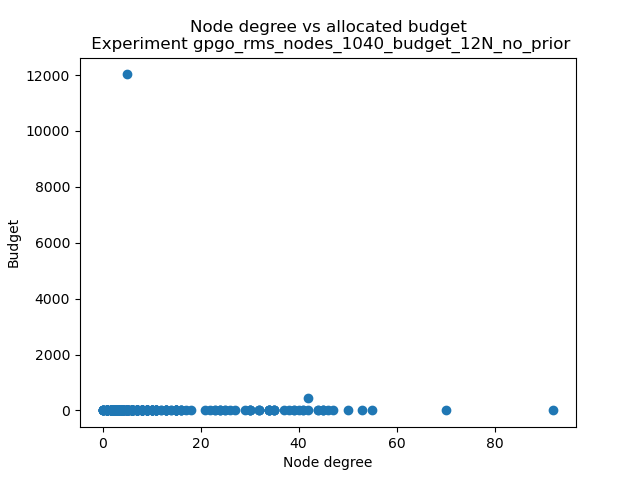 Node degree vs allocated budget
Experiment gpgo_rms_nodes_1040_budget_12N_no_prior
12000
10000
8000
6000
4000
2000
0
Budget
0 20 40 60 80
Node degree